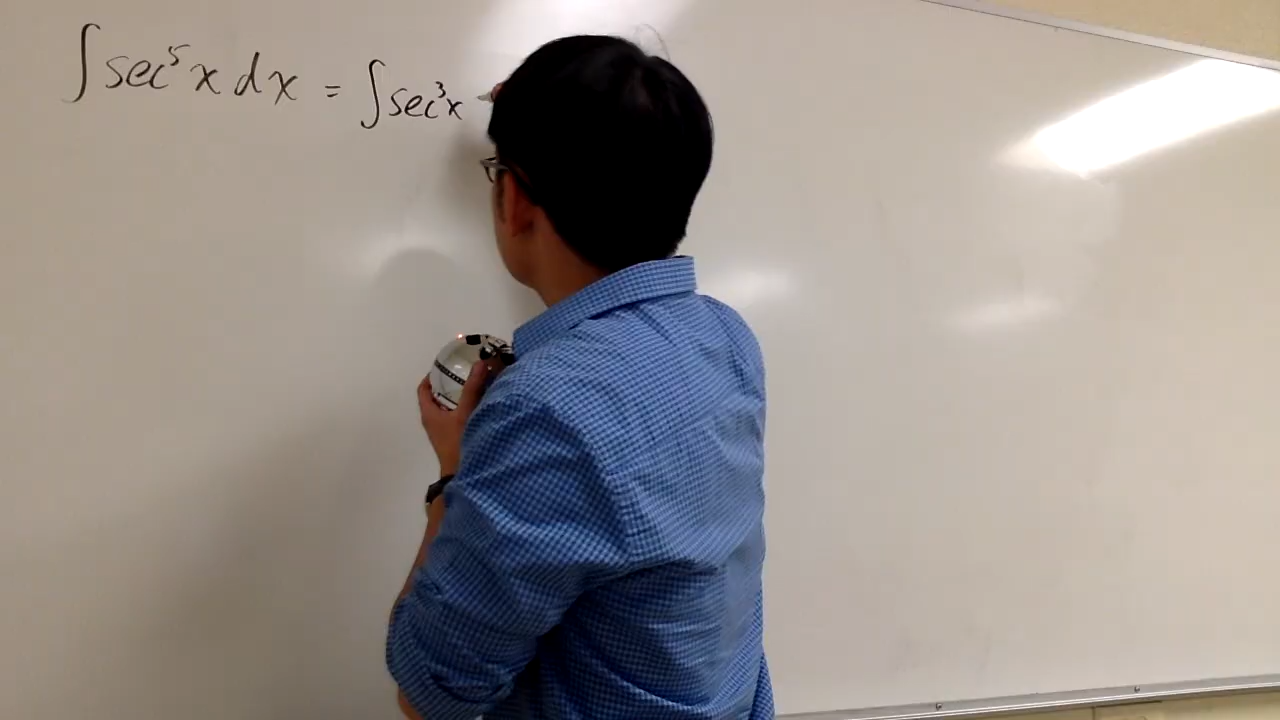 ∫sec⁵x dx = ∫sec³x